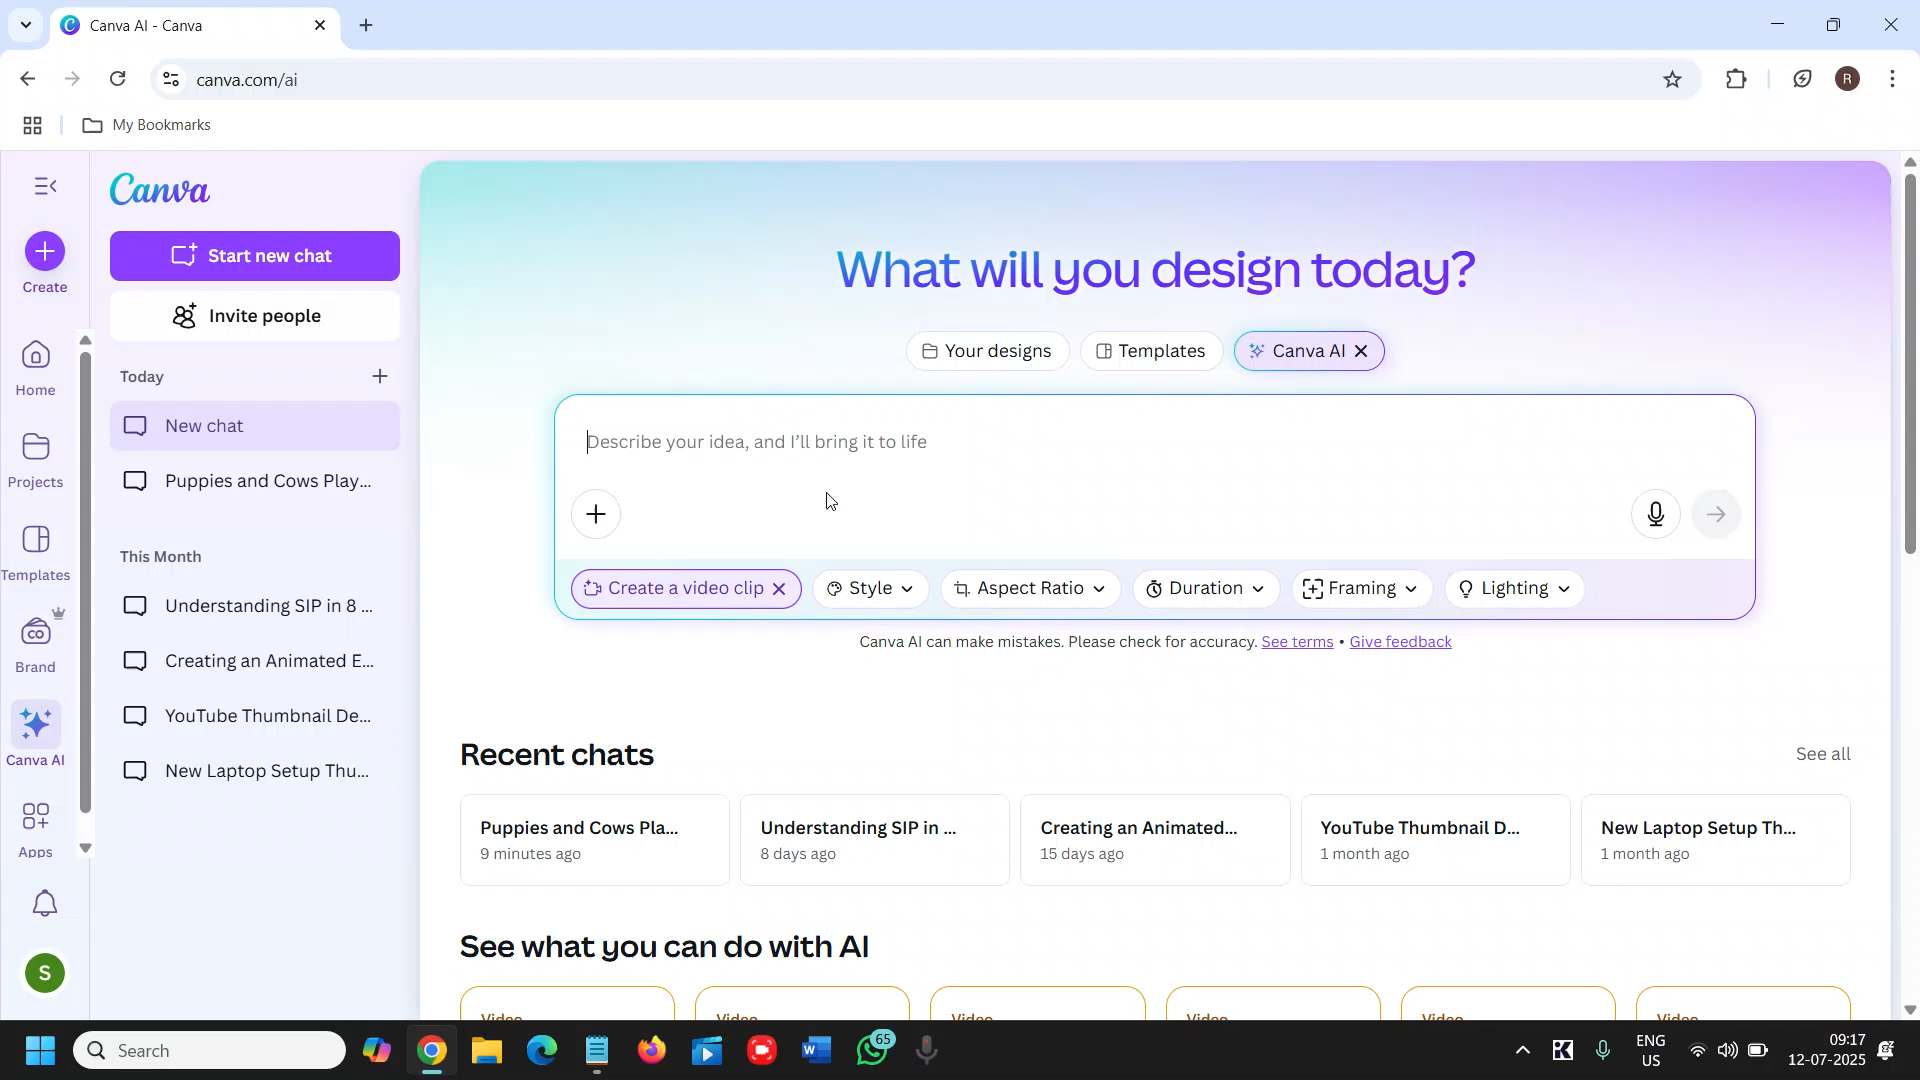 Canva AI - Canva
canva.com/ai
R
My Bookmarks
Canva
Create
Home
Projects
Templates
CO
Brand
Canva AI
Apps
S
Start new chat
Invite people
Today
New chat
Puppies and Cows Play...
This Month
Understanding SIP in 8 ...
Creating an Animated E...
YouTube Thumbnail De...
New Laptop Setup Thu...
What will you design today?
Your designs
Templates
Canva AI
Describe your idea, and I'll bring it to life
Create a video clip
Style
Aspect Ratio
Duration
Framing
Lighting
Canva AI can make mistakes. Please check for accuracy. See terms • Give feedback
Recent chats
See all
Puppies and Cows Pla...
9 minutes ago
Understanding SIP in ...
8 days ago
Creating an Animated...
15 days ago
YouTube Thumbnail D...
1 month ago
New Laptop Setup Th...
1 month ago
See what you can do with AI
Video
Video
Video
Video
Video
Video
Search
65
ENG
US
09:17
12-07-2025